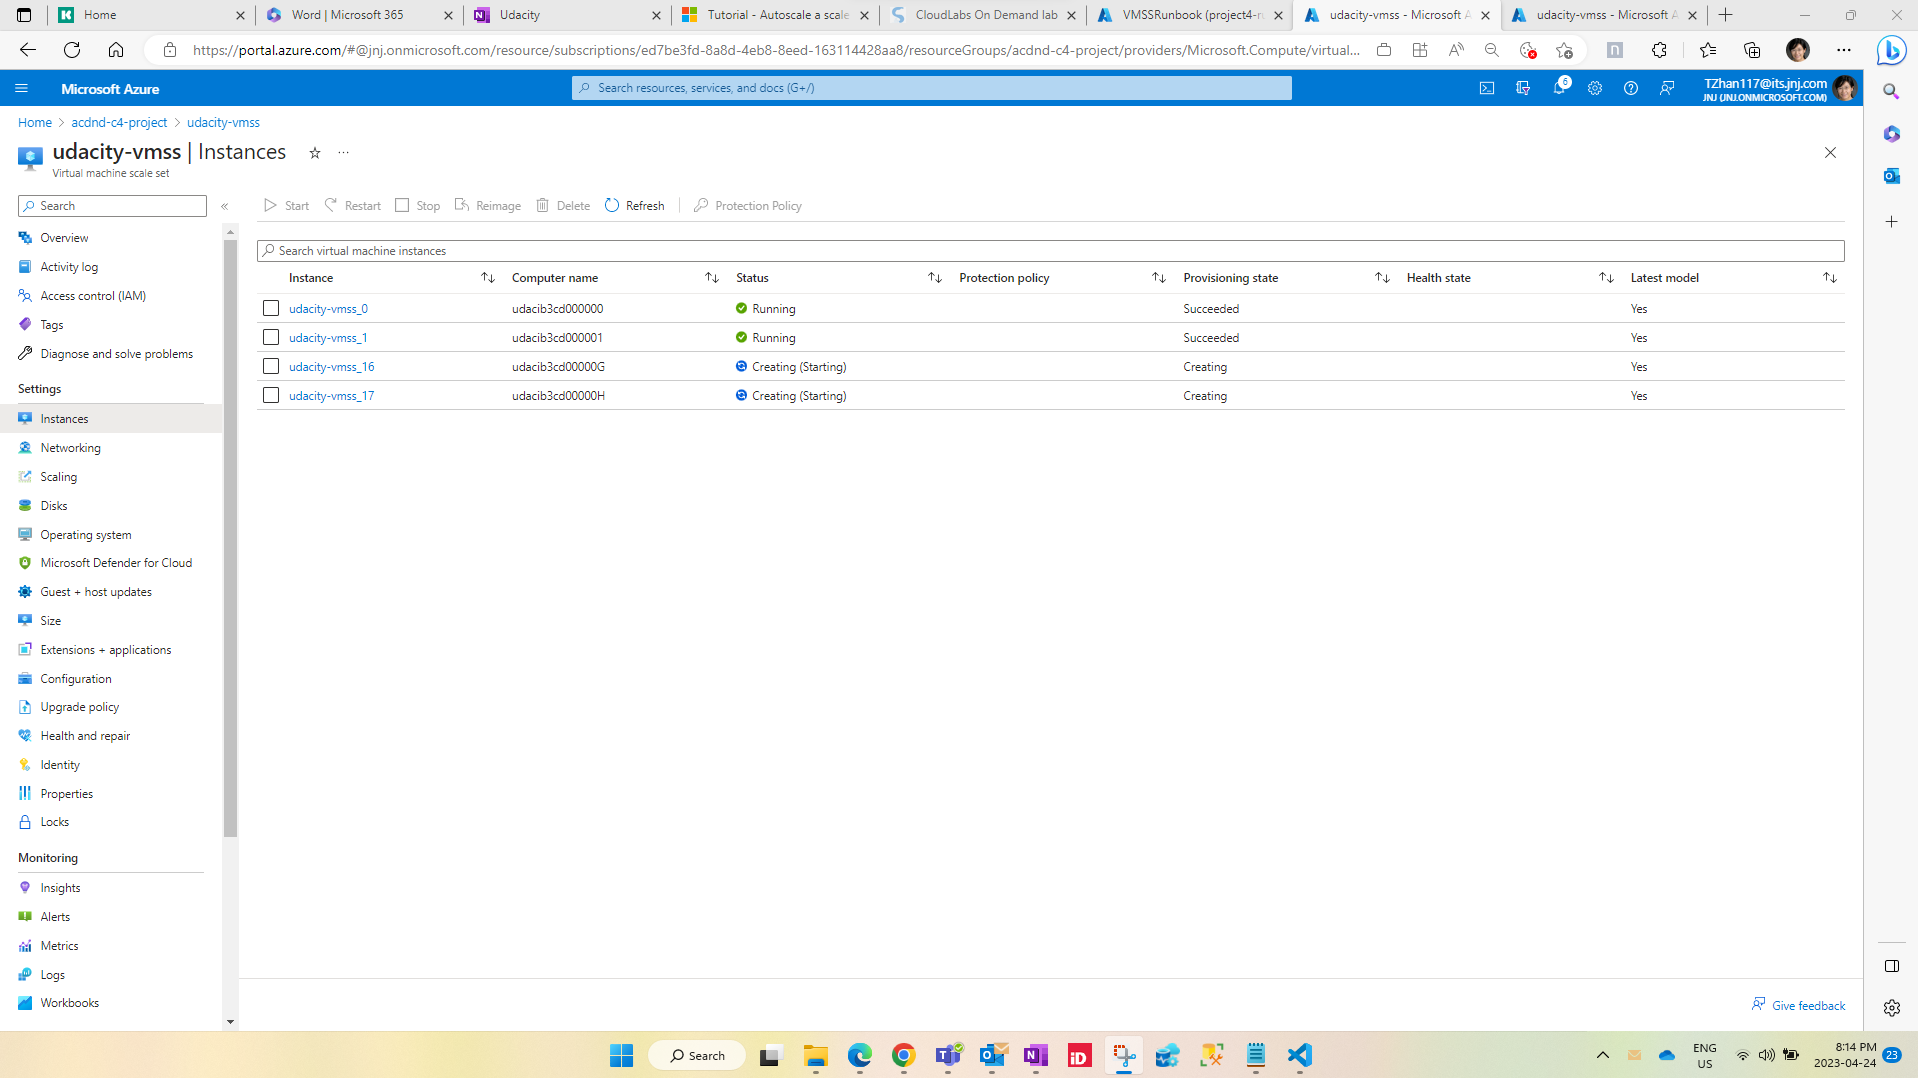 Home
Word | Microsoft 365
Udacity
Tutorial - Autoscale a scale
CloudLabs On Demand lab
VMSSRunbook (project4-ru
udacity-vmss - Microsoft A
udacity-vmss - Microsoft A
https://portal.azure.com/#@jnj.onmicrosoft.com/resource/subscriptions/ed7be3fd-8a8d-4eb8-8eed-163114428aa8/resourceGroups/acdnd-c4-project/providers/Microsoft.Compute/virtual...
Microsoft Azure
Search resources, services, and docs (G+/)
6
TZhan117@its.jnj.com
JNJ (JNJ.ONMICROSOFT.COM)
Home > acdnd-c4-project > udacity-vmss
udacity-vmss | Instances
Virtual machine scale set
Search
Start Restart Stop Reimage Delete Refresh Protection Policy
Search virtual machine instances
Instance Computer name Status Protection policy Provisioning state Health state Latest model
udacity-vmss_0 udacib3cd000000 Running Succeeded Yes
udacity-vmss_1 udacib3cd000001 Running Succeeded Yes
udacity-vmss_16 udacib3cd00000G Creating (Starting) Creating Yes
udacity-vmss_17 udacib3cd00000H Creating (Starting) Creating Yes
Overview
Activity log
Access control (IAM)
Tags
Diagnose and solve problems
Settings
Instances
Networking
Scaling
Disks
Operating system
Microsoft Defender for Cloud
Guest + host updates
Size
Extensions + applications
Configuration
Upgrade policy
Health and repair
Identity
Properties
Locks
Monitoring
Insights
Alerts
Metrics
Logs
Workbooks
Give feedback
Search
ENG
US
8:14 PM
2023-04-24
23